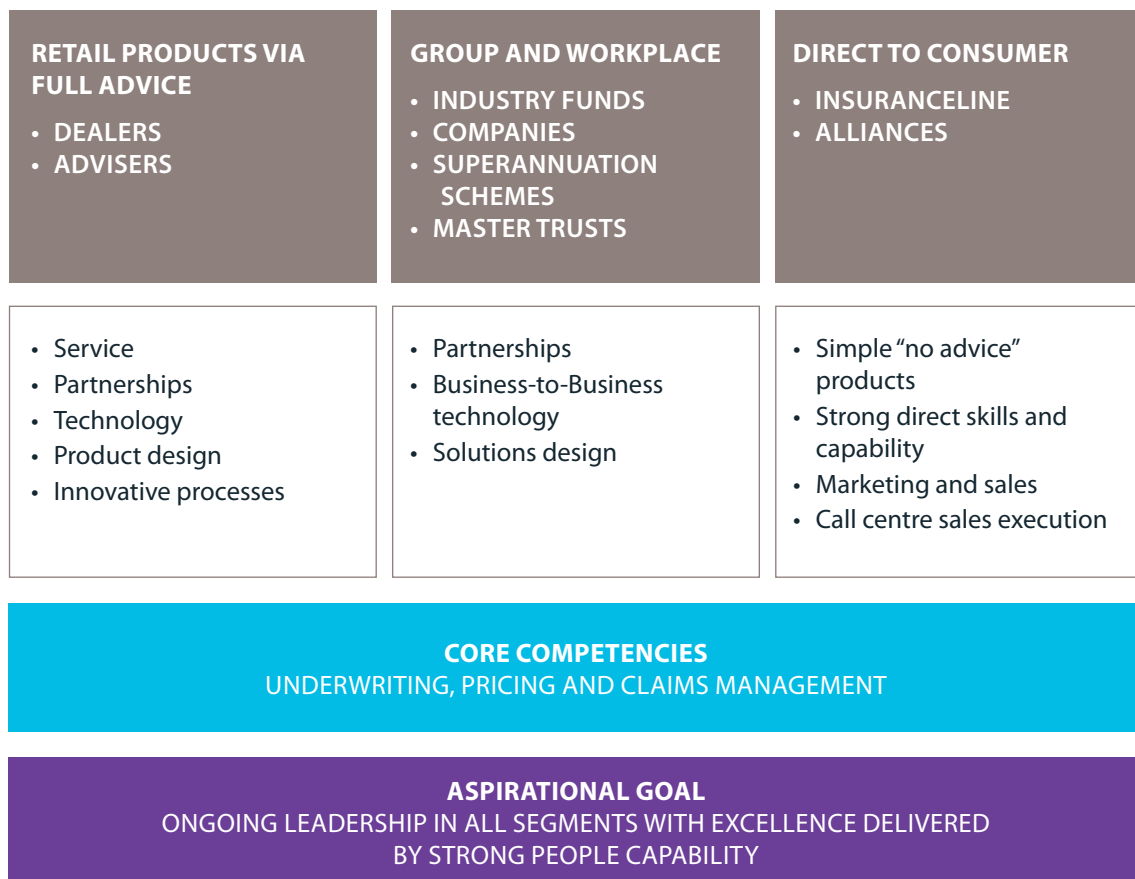 RETAIL PRODUCTS VIA
FULL ADVICE
• DEALERS
• ADVISERS
GROUP AND WORKPLACE
• INDUSTRY FUNDS
• COMPANIES
• SUPERANNUATION
SCHEMES
• MASTER TRUSTS
DIRECT TO CONSUMER
• INSURANCELINE
• ALLIANCES
• Service
• Partnerships
• Technology
• Product design
• Innovative processes
• Partnerships
• Business-to-Business
technology
• Solutions design
• Simple “no advice”
products
• Strong direct skills and
capability
• Marketing and sales
• Call centre sales execution
CORE COMPETENCIES
UNDERWRITING, PRICING AND CLAIMS MANAGEMENT
ASPIRATIONAL GOAL
ONGOING LEADERSHIP IN ALL SEGMENTS WITH EXCELLENCE DELIVERED
BY STRONG PEOPLE CAPABILITY